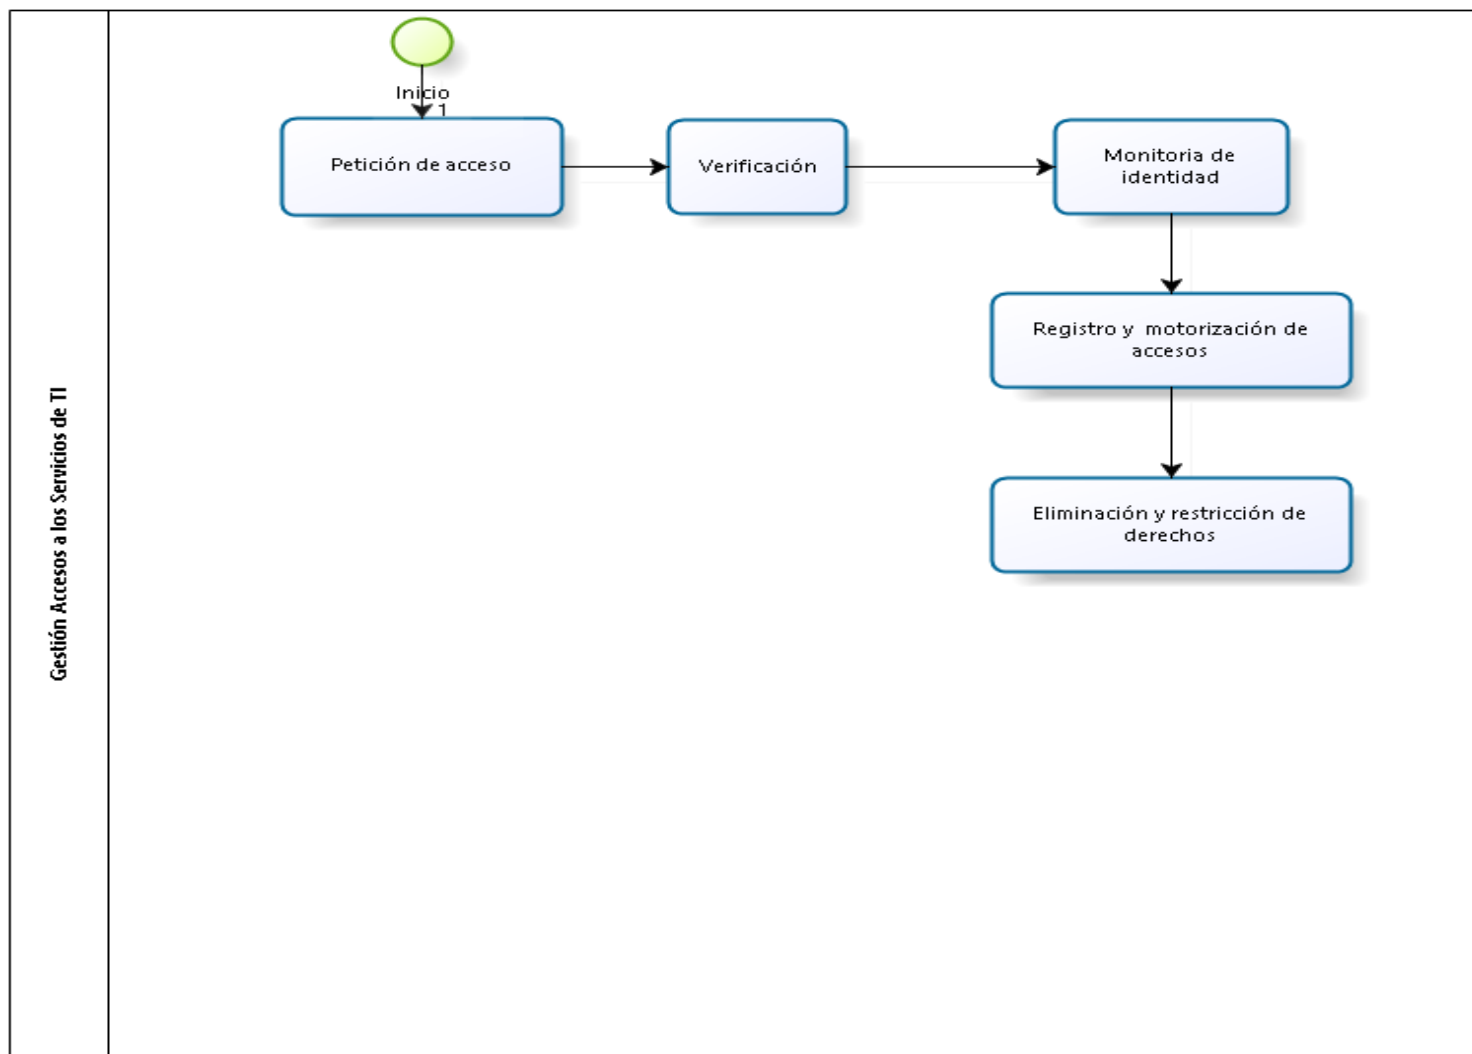 Gestión Accesos a los Servicios de TI
Inicio
1
Petición de acceso
Verificación
Monitoria de
identidad
Registro y  motorización de
accesos
Eliminación y restricción de
derechos